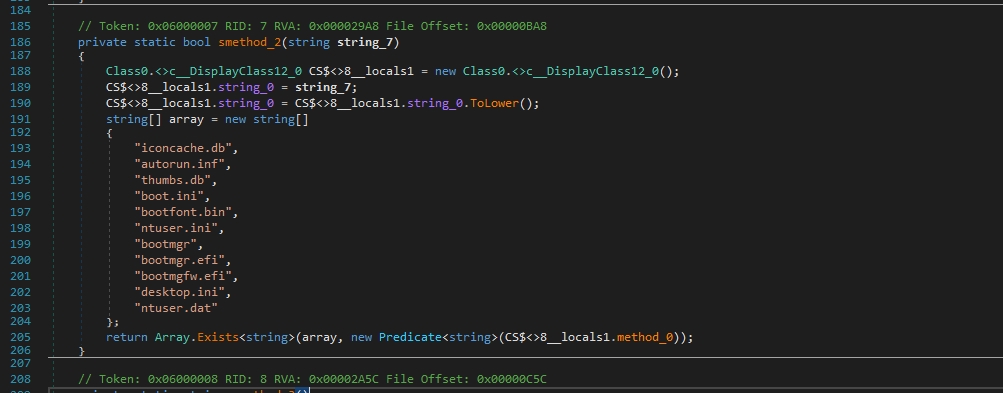 184
185 // Token: 0x06000007 RID: 7 RVA: 0x000029A8 File Offset: 0x00000BA8
186 private static bool smethod_2(string string_7)
187 {
188 Class0.<>c__DisplayClass12_0 CS$<>8__locals1 = new Class0.<>c__DisplayClass12_0();
189 CS$<>8__locals1.string_0 = string_7;
190 CS$<>8__locals1.string_0 = CS$<>8__locals1.string_0.ToLower();
191 string[] array = new string[]
192 {
193 "iconcache.db",
194 "autorun.inf",
195 "thumbs.db",
196 "boot.ini",
197 "bootfont.bin",
198 "ntuser.ini",
199 "bootmgr",
200 "bootmgr.efi",
201 "bootmgfw.efi",
202 "desktop.ini",
203 "ntuser.dat"
204 };
205 return Array.Exists<string>(array, new Predicate<string>(CS$<>8__locals1.method_0));
206 }
207
208 // Token: 0x06000008 RID: 8 RVA: 0x00002A5C File Offset: 0x00000C5C